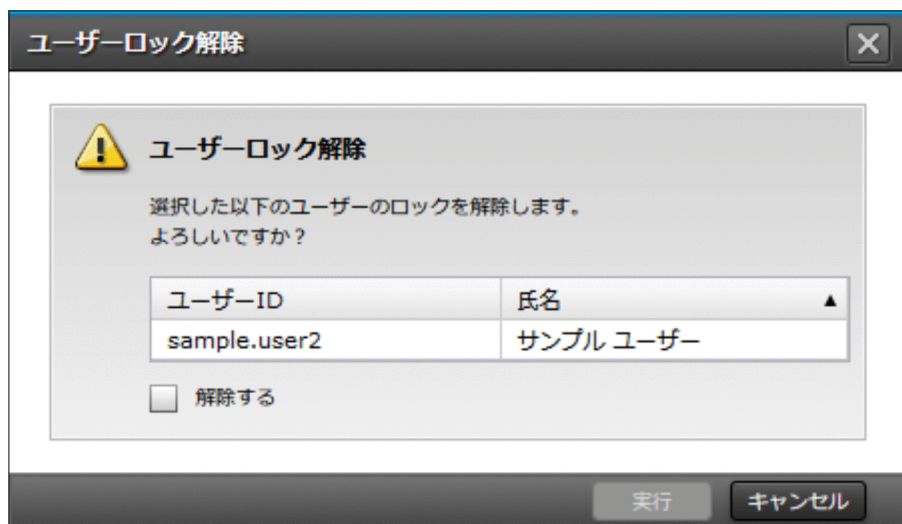 ユーザーロック解除
ユーザーロック解除
選択した以下のユーザーのロックを解除します。
よろしいですか？
ユーザーID 氏名 ▲
sample.user2 サンプル ユーザー
解除する
実行 キャンセル